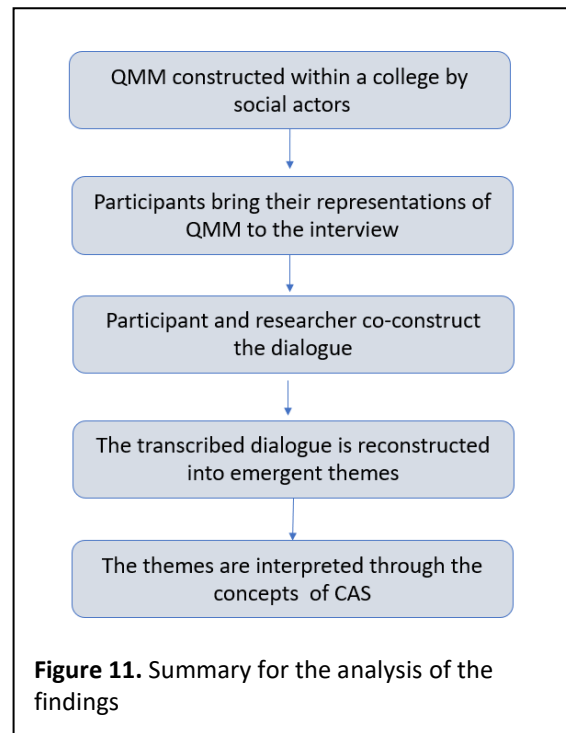 QMM constructed within a college by
social actors
Participants bring their representations of
QMM to the interview
Participant and researcher co-construct
the dialogue
The transcribed dialogue is reconstructed
into emergent themes
The themes are interpreted through the
concepts of CAS
Figure 11. Summary for the analysis of the
findings